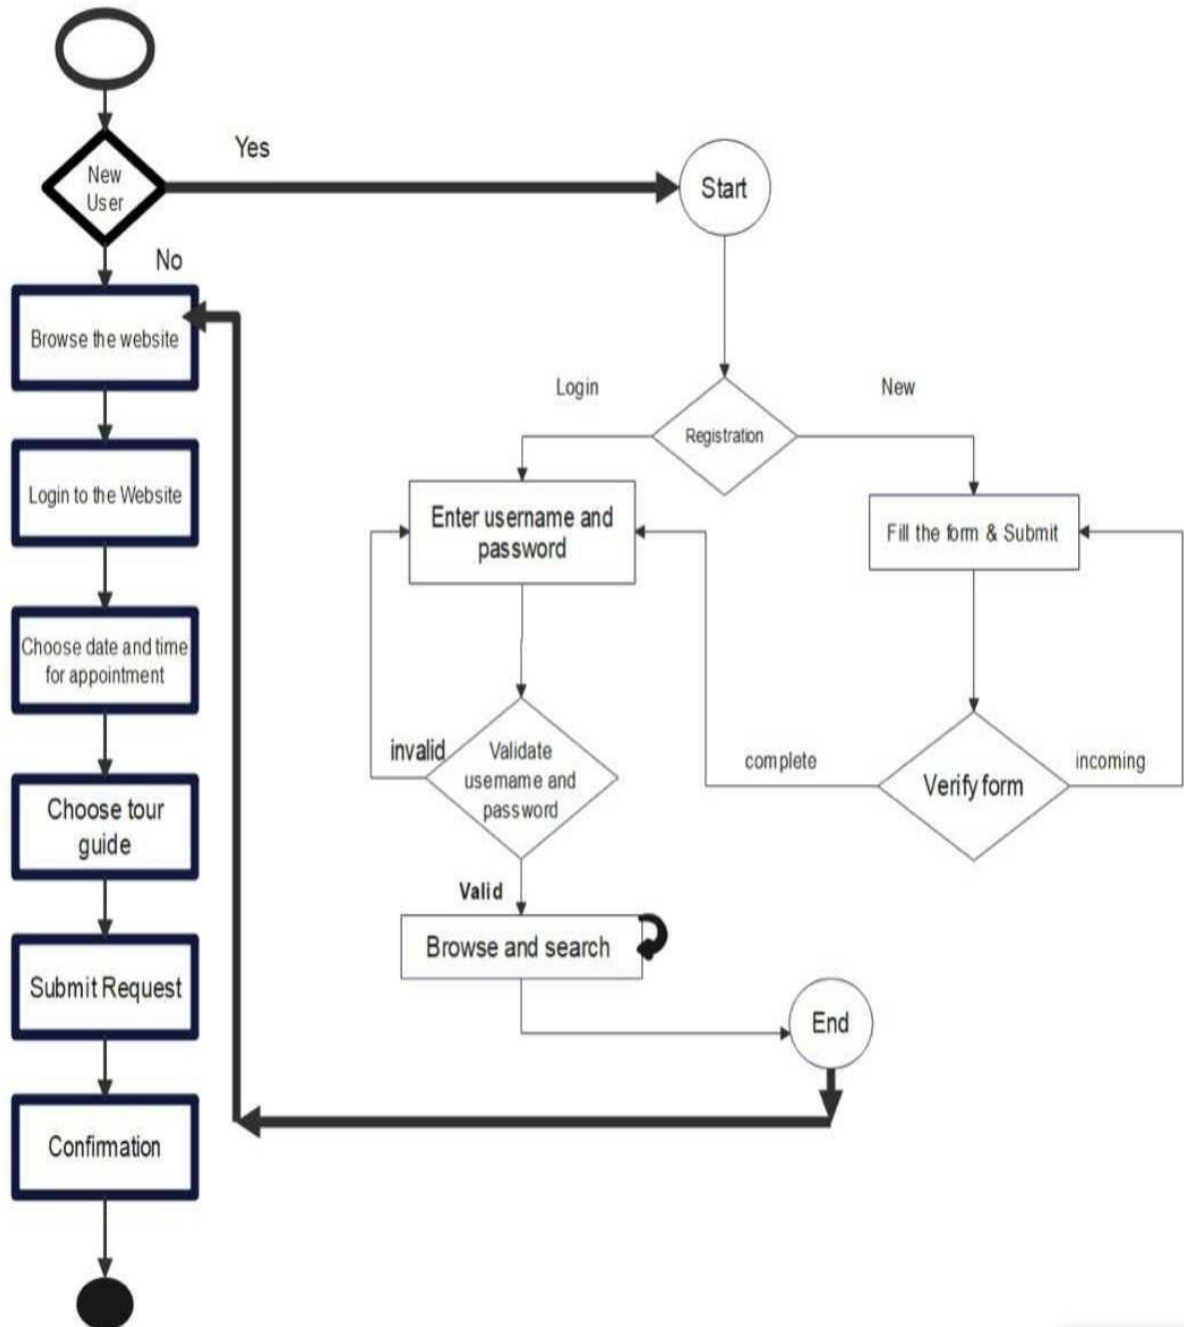 Yes
New
User
Start
No
Browse the website
Login
New
Registration
Login to the Website
Enter username and
password
Fill the form & Submit
Choose date and time
for appointment
invalid
Validate
username and
password
complete
incoming
Verify form
Choose tour
guide
Valid
Browse and search
Submit Request
End
Confirmation